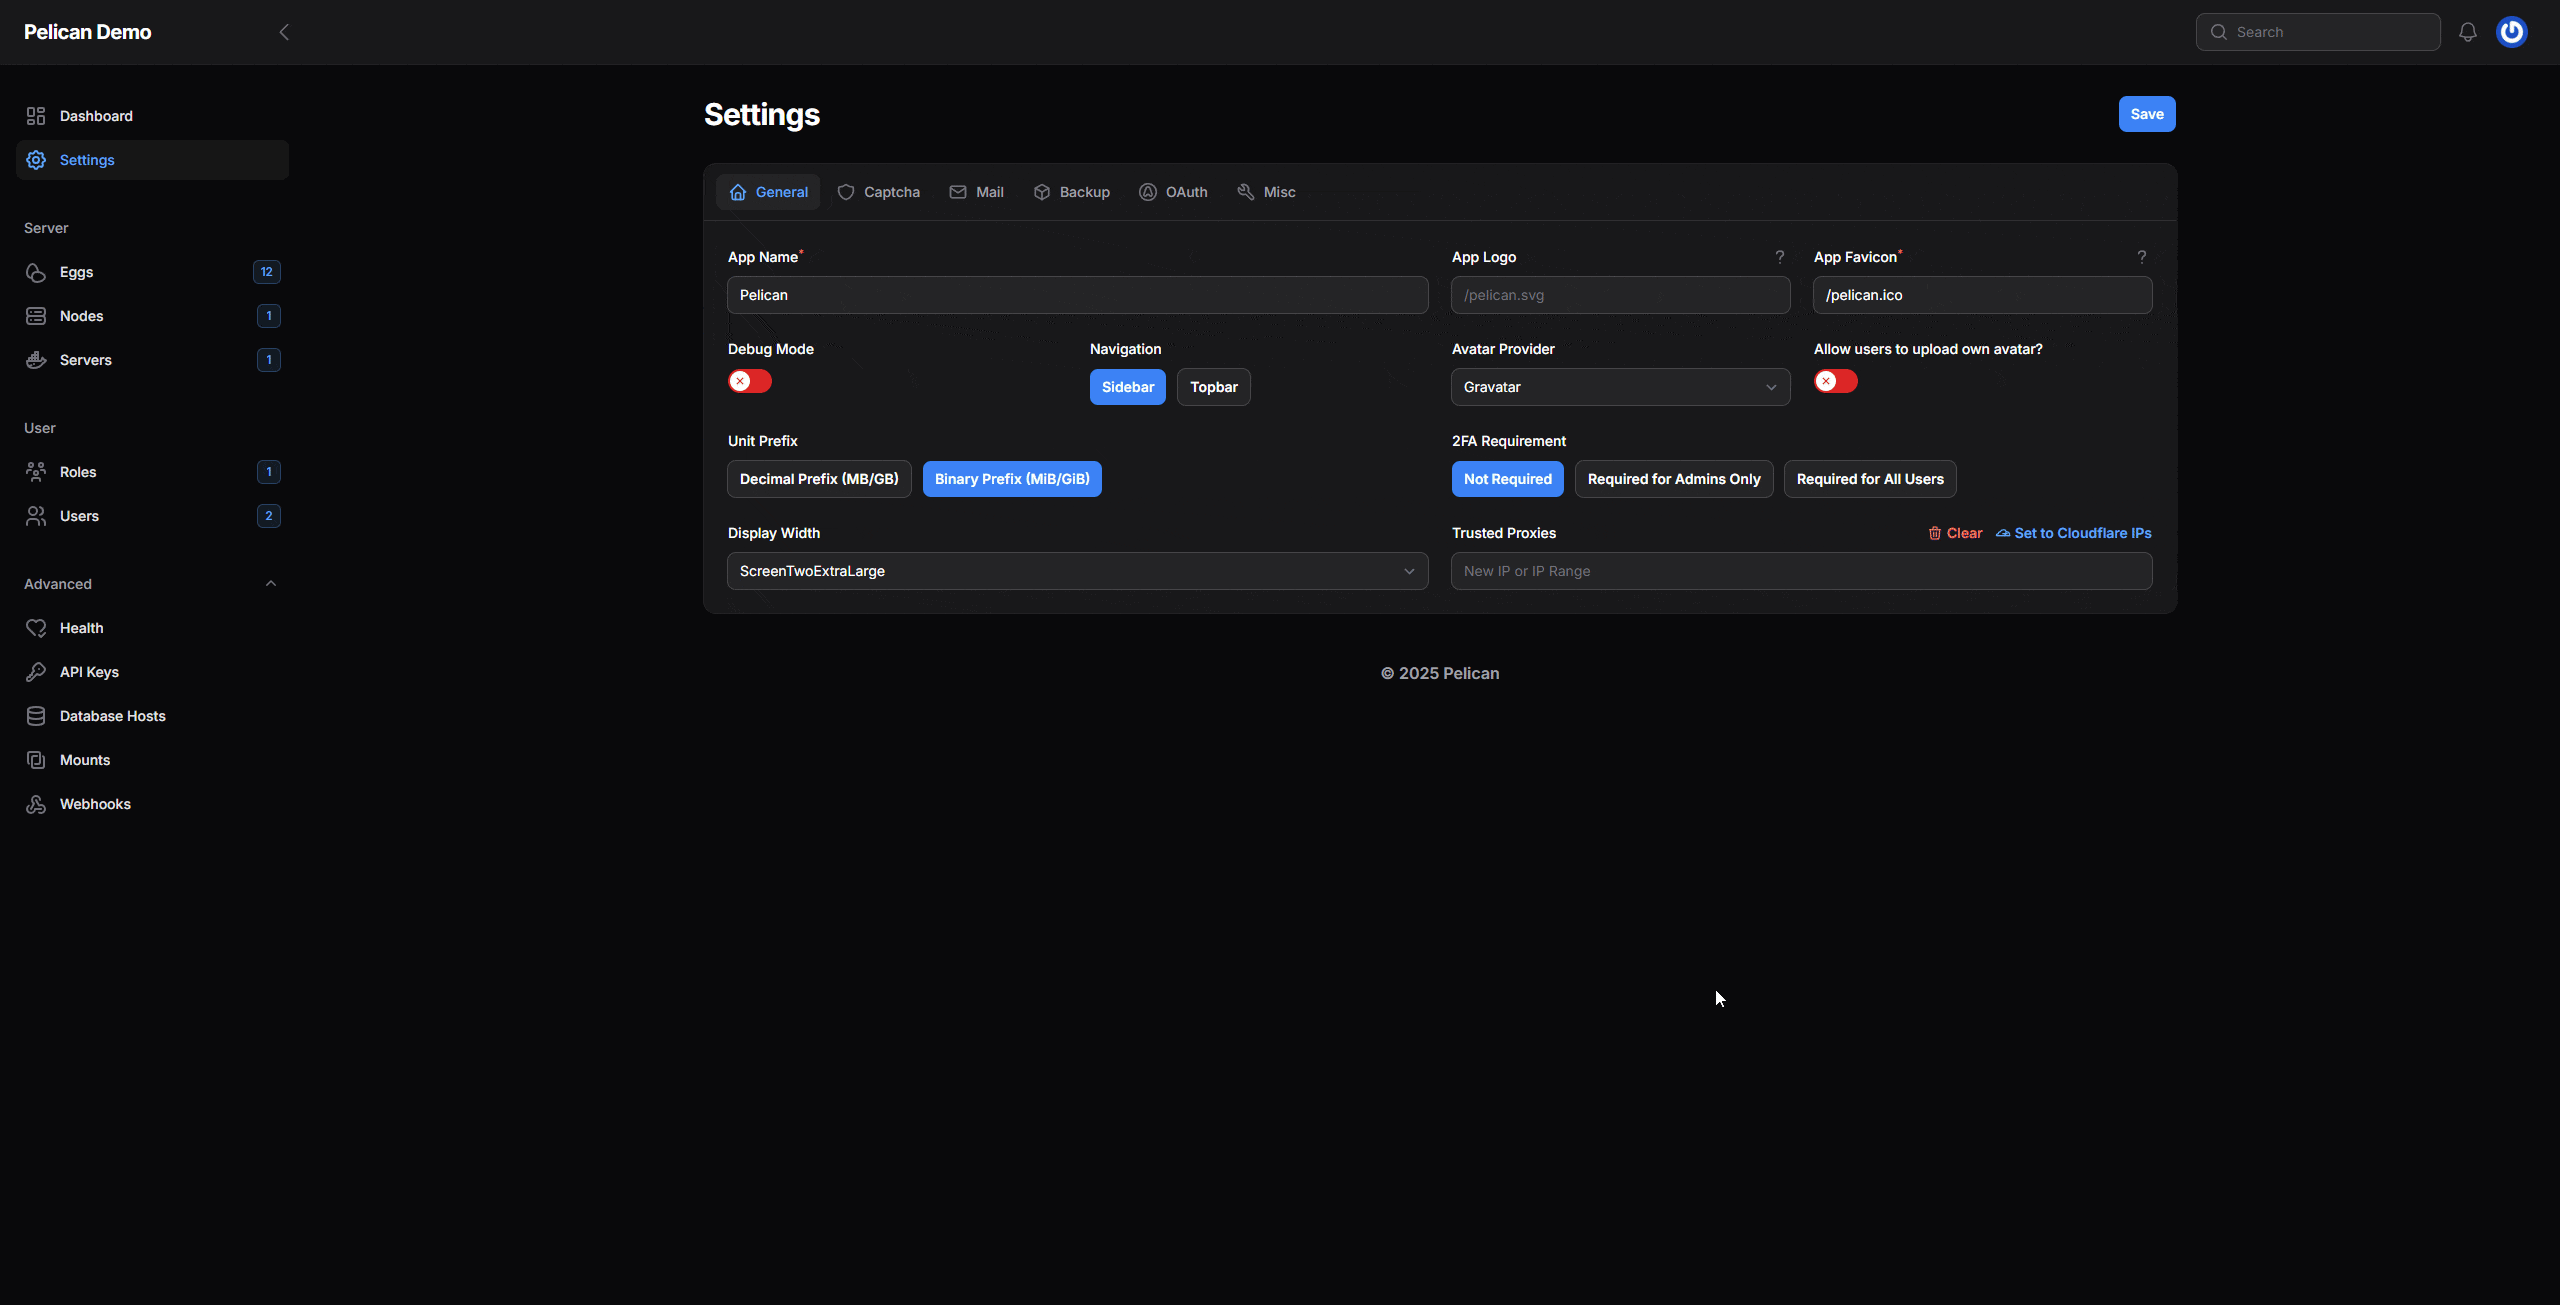 Pelican Demo
Search
Dashboard
Settings
Server
Eggs 12
Nodes 1
Servers 1
User
Roles 1
Users 2
Advanced
Health
API Keys
Database Hosts
Mounts
Webhooks
Settings
Save
General Captcha Mail Backup OAuth Misc
App Name* App Logo ? App Favicon* ?
Pelican /pelican.svg /pelican.ico
Debug Mode Navigation Avatar Provider Allow users to upload own avatar?
Sidebar Topbar Gravatar
Unit Prefix 2FA Requirement
Decimal Prefix (MB/GB) Binary Prefix (MiB/GiB) Not Required Required for Admins Only Required for All Users
Display Width Trusted Proxies Clear Set to Cloudflare IPs
ScreenTwoExtraLarge New IP or IP Range
© 2025 Pelican